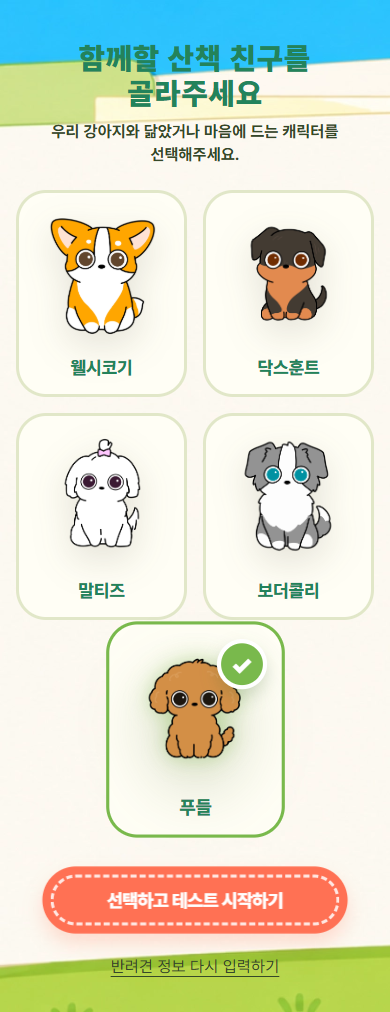 함께할 산책 친구를
골라주세요
우리 강아지와 닮았거나 마음에 드는 캐릭터를
선택해주세요.
웰시코기
닥스훈트
말티즈
보더콜리
푸들
선택하고 테스트 시작하기
반려견 정보 다시 입력하기